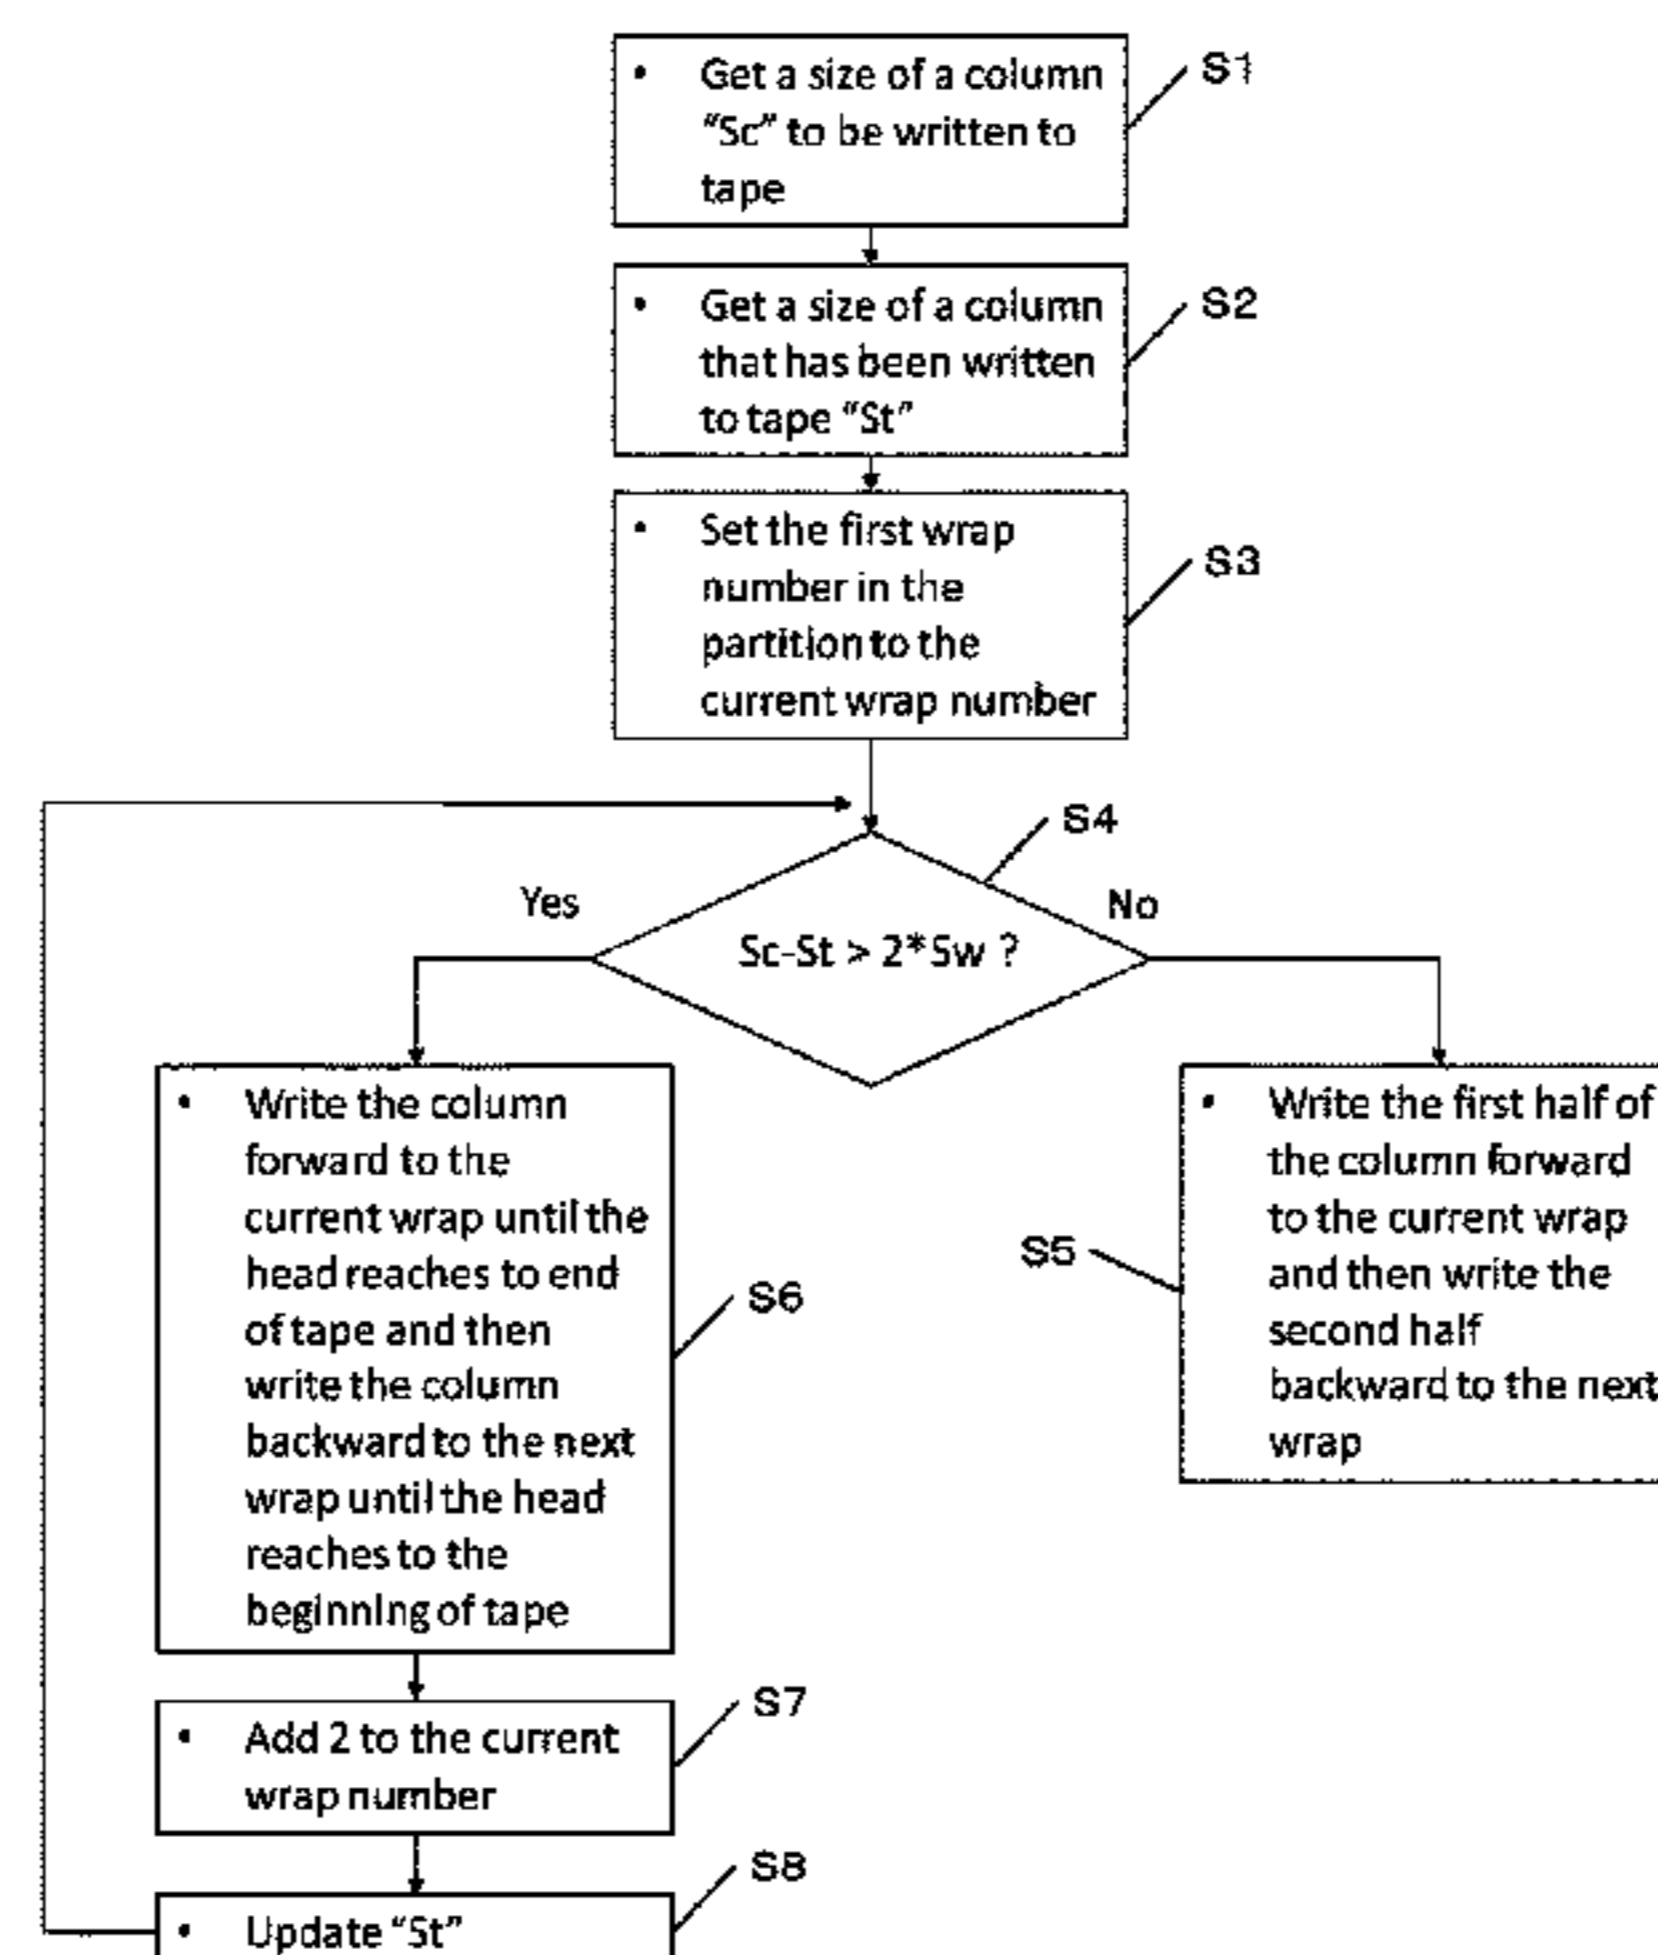 • Get a size of a column
"Sc" to be written to
tape
S1
• Get a size of a column
that has been written
to tape "St"
S2
• Set the first wrap
number in the
partition to the
current wrap number
S3
S4
Yes
No
Sc-St > 2*Sw ?
• Write the column
forward to the
current wrap until the
head reaches to end
of tape and then
write the column
backward to the next
wrap until the head
reaches to the
beginning of tape
S6
• Write the first half of
the column forward
to the current wrap
and then write the
second half
backward to the next
wrap
S5
• Add 2 to the current
wrap number
S7
• Update "St"
S8